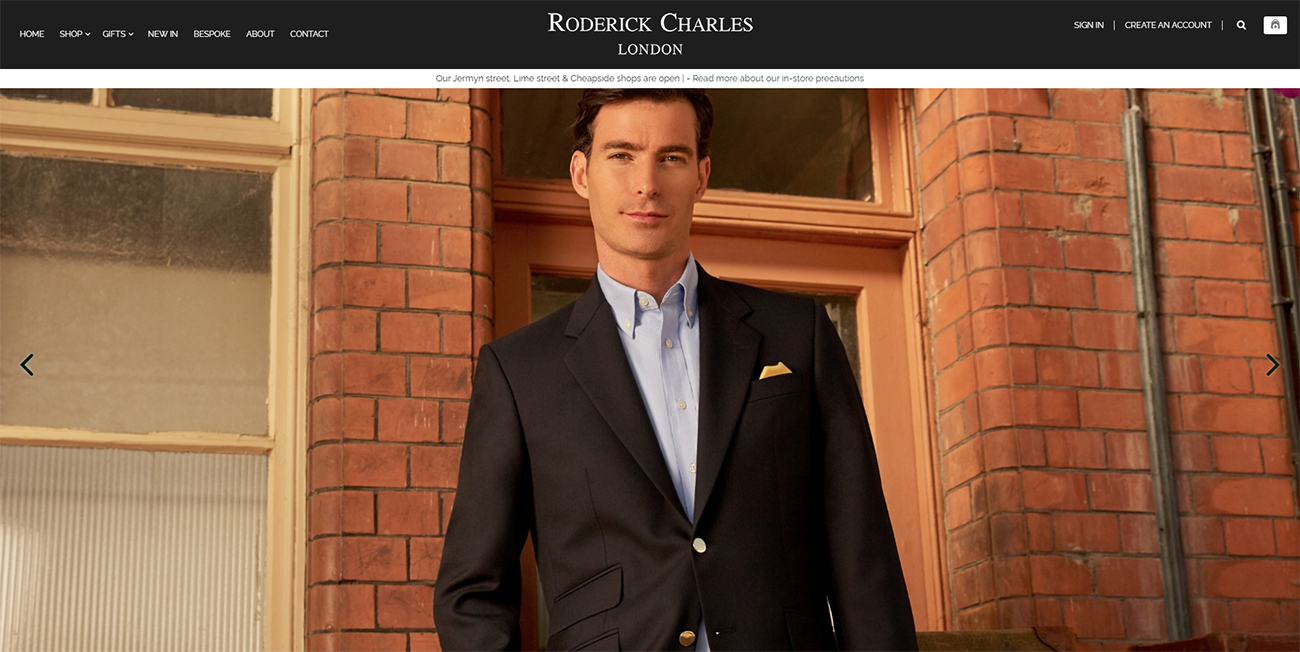 HOME SHOP GIFTS NEW IN BESPOKE ABOUT CONTACT
RODERICK CHARLES
LONDON
SIGN IN | CREATE AN ACCOUNT |
0
Our Jermyn street, Lime street & Cheapside shops are open | - Read more about our in-store precautions